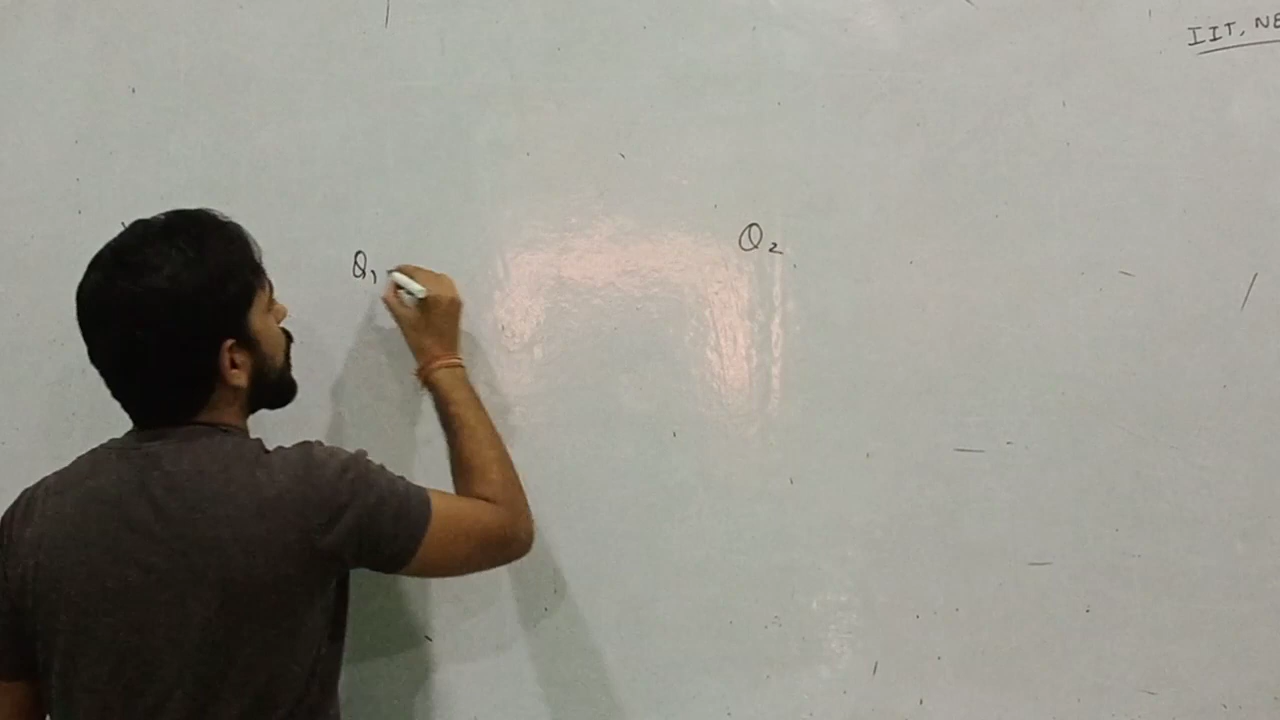 IIT, NE
Q₁
Q₂